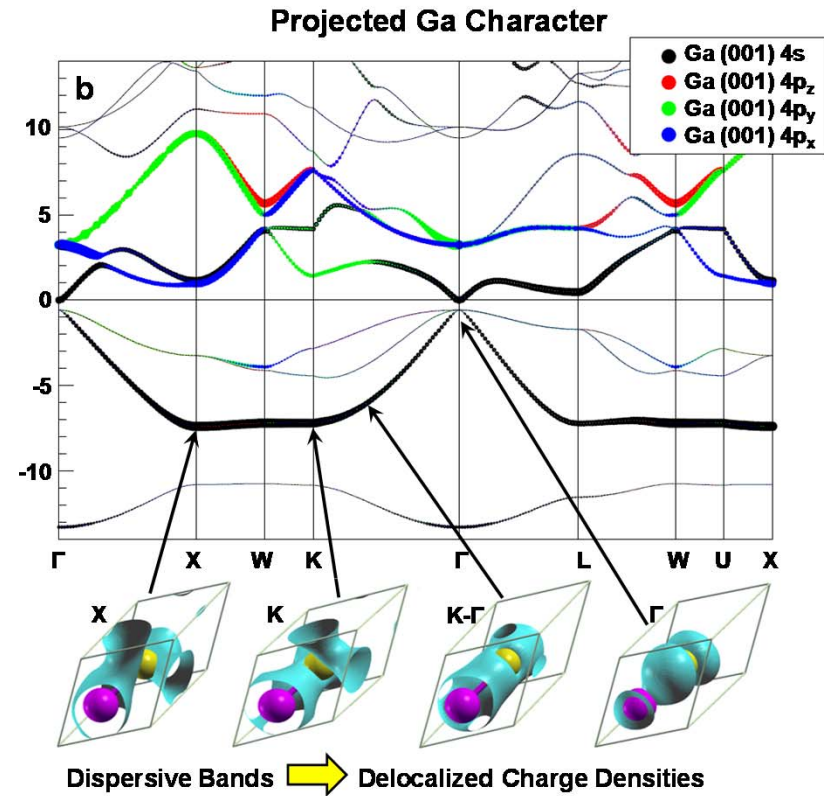 Projected Ga Character
b
Ga (001) 4s
Ga (001) 4pz
Ga (001) 4py
Ga (001) 4px
10
5
0
-5
-10
Γ X W K Γ L W U X
X K K-Γ Γ
Dispersive Bands Delocalized Charge Densities